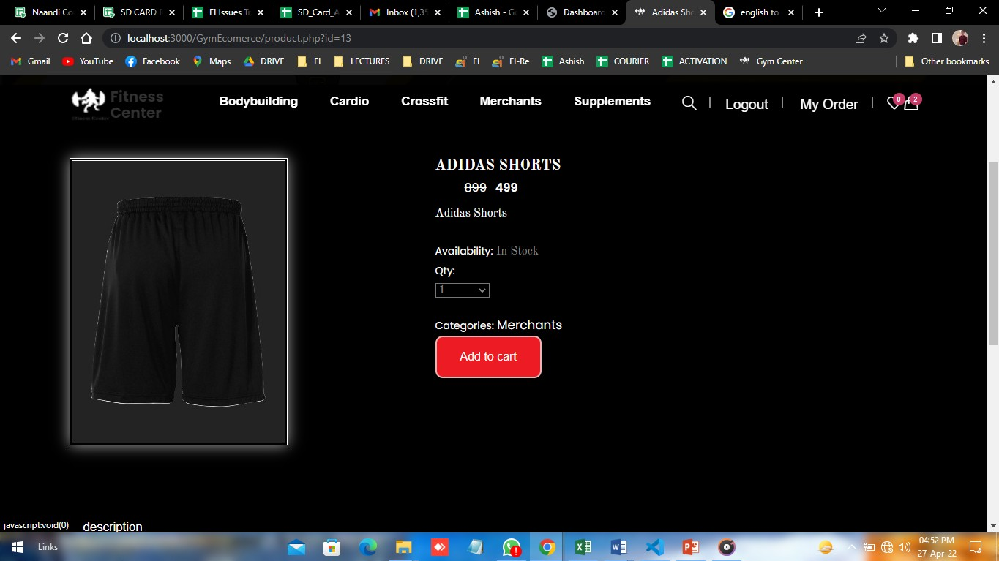 Naandi Co
SD CARD
EI Issues Tr
SD_Card_A
Inbox (1,35
Ashish - G
Dashboard
Adidas Sho
english to
localhost:3000/GymEcomerce/product.php?id=13
Gmail YouTube Facebook Maps DRIVE EI LECTURES DRIVE EI EI-Re Ashish COURIER ACTIVATION Gym Center Other bookmarks
Fitness
Center
Bodybuilding Cardio Crossfit Merchants Supplements | Logout | My Order | 0 2
ADIDAS SHORTS
899 499
Adidas Shorts
Availability: In Stock
Qty:
1
Categories: Merchants
Add to cart
javascript:void(0)
description
Links
04:52 PM
27-Apr-22